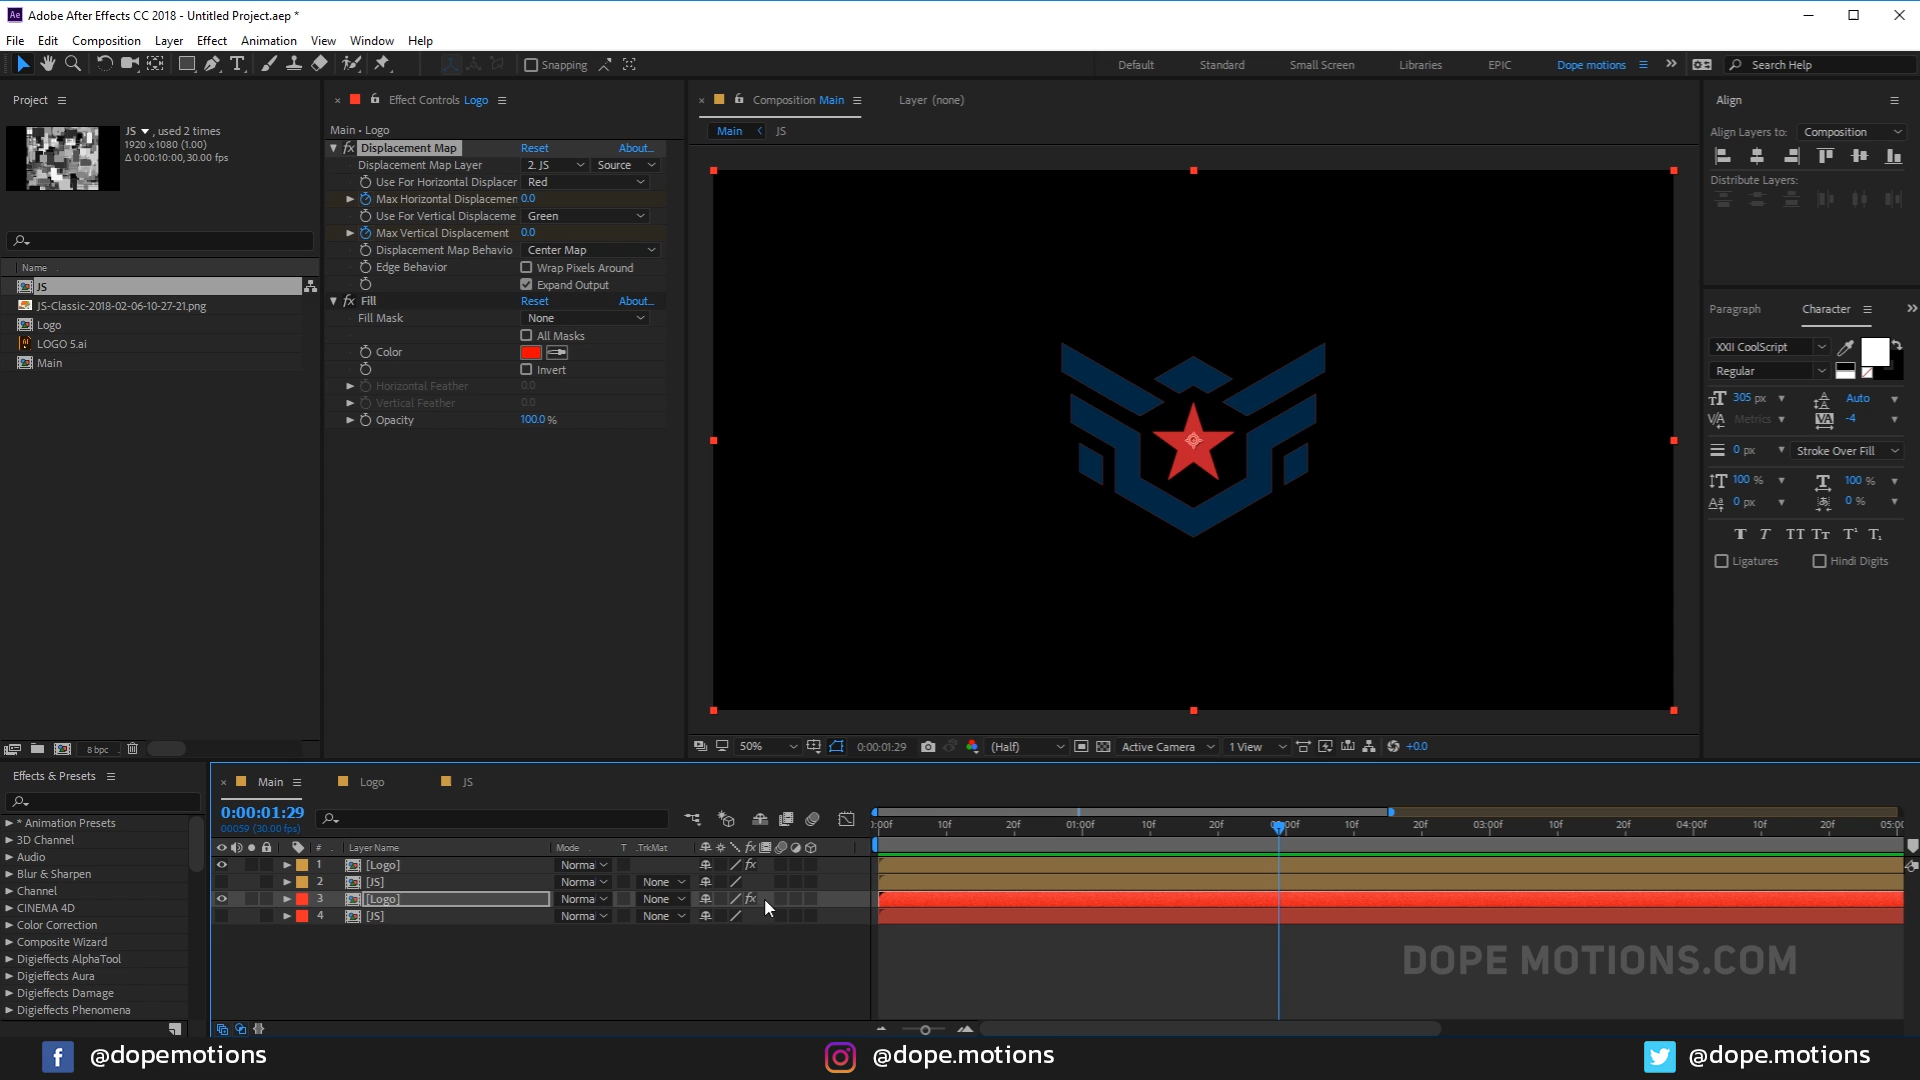 Adobe After Effects CC 2018 - Untitled Project.aep *
File Edit Composition Layer Effect Animation View Window Help
Snapping
Default Standard Small Screen Libraries EPIC Dope motions Search Help
Project
JS , used 2 times
1920 x1080 (1.00)
Δ 0:00:10:00, 30.00 fps
Name
JS
JS-Classic-2018-02-06-10-27-21.png
Logo
LOGO 5.ai
Main
8 bpc
Effect Controls Logo
Main • Logo
fx Displacement Map Reset About...
Displacement Map Layer 2. JS Source
Use For Horizontal Displacer Red
Max Horizontal Displacemen 0.0
Use For Vertical Displaceme Green
Max Vertical Displacement 0.0
Displacement Map Behavio Center Map
Edge Behavior Wrap Pixels Around
Expand Output
fx Fill Reset About...
Fill Mask None
All Masks
Color
Invert
Horizontal Feather 0.0
Vertical Feather 0.0
Opacity 100.0 %
Composition Main Layer (none)
Main JS
50% 0:00:01:29 (Half) Active Camera 1 View +0.0
Align
Align Layers to: Composition
Distribute Layers:
Paragraph Character
XXII CoolScript
Regular
305 px Auto
Metrics -4
0 px Stroke Over Fill
100 % 100 %
0 px 0 %
T T TT Tt T¹ T₁
Ligatures Hindi Digits
Effects & Presets
* Animation Presets
3D Channel
Audio
Blur & Sharpen
Channel
CINEMA 4D
Color Correction
Composite Wizard
Digieffects AlphaTool
Digieffects Aura
Digieffects Damage
Digieffects Phenomena
Main Logo JS
0:00:01:29
00059 (30.00 fps)
:00f 10f 20f 01:00f 10f 20f 02:00f 10f 20f 03:00f 10f 20f 04:00f 10f 20f 05:00
# Layer Name Mode T .TrkMat fx
1 [Logo] Norma fx
2 [JS] Norma None
3 [Logo] Norma None fx
4 [JS] Norma None
DOPE MOTIONS.COM
@dopemotions @dope.motions @dope.motions